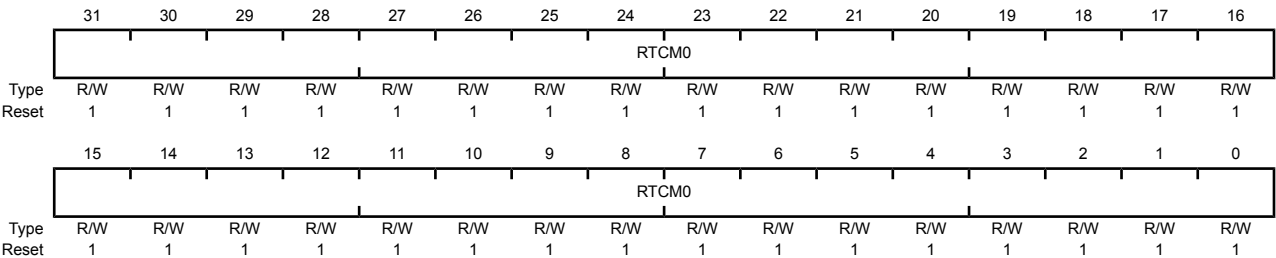 31 30 29 28 27 26 25 24 23 22 21 20 19 18 17 16
RTCM0
Type R/W R/W R/W R/W R/W R/W R/W R/W R/W R/W R/W R/W R/W R/W R/W R/W
Reset 1 1 1 1 1 1 1 1 1 1 1 1 1 1 1 1
15 14 13 12 11 10 9 8 7 6 5 4 3 2 1 0
RTCM0
Type R/W R/W R/W R/W R/W R/W R/W R/W R/W R/W R/W R/W R/W R/W R/W R/W
Reset 1 1 1 1 1 1 1 1 1 1 1 1 1 1 1 1